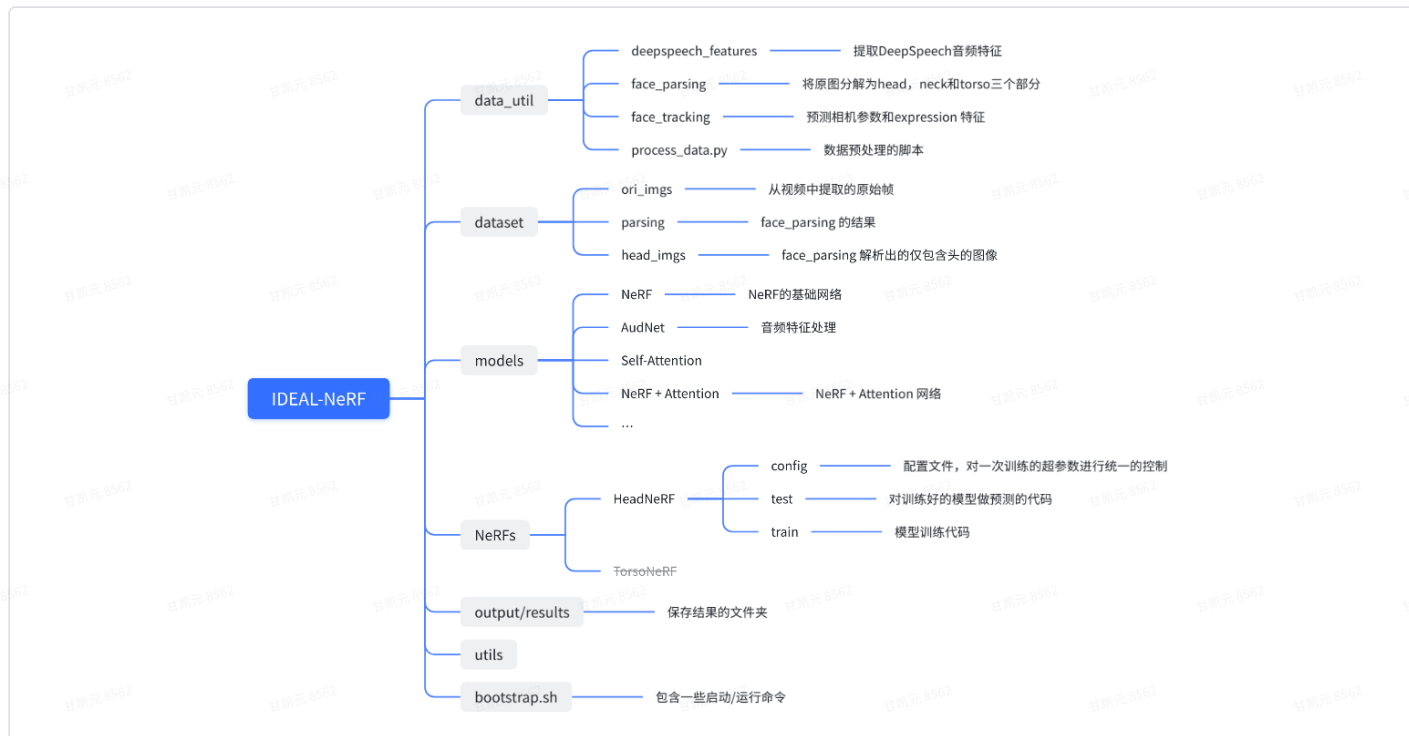 deepspeech_features 提取DeepSpeech音频特征
face_parsing 将原图分解为head，neck和torso三个部分
data_util
face_tracking 预测相机参数和expression 特征
process_data.py 数据预处理的脚本
ori_imgs 从视频中提取的原始帧
dataset parsing face_parsing 的结果
head_imgs face_parsing 解析出的仅包含头的图像
NeRF NeRF的基础网络
AudNet 音频特征处理
models Self-Attention
NeRF + Attention NeRF + Attention 网络
IDEAL-NeRF
...
config 配置文件，对一次训练的超参数进行统一的控制
HeadNeRF test 对训练好的模型做预测的代码
train 模型训练代码
NeRFs
TorsoNeRF
output/results 保存结果的文件夹
utils
bootstrap.sh 包含一些启动/运行命令
甘凯元 8562